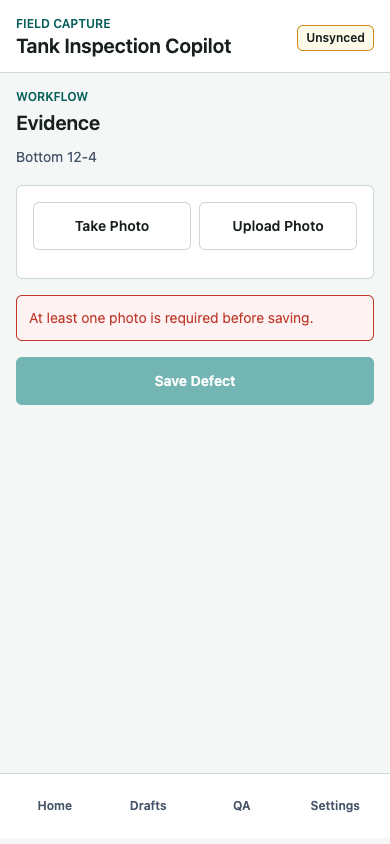 FIELD CAPTURE
Tank Inspection Copilot
Unsynced
WORKFLOW
Evidence
Bottom 12-4
Take Photo
Upload Photo
At least one photo is required before saving.
Save Defect
Home
Drafts
QA
Settings